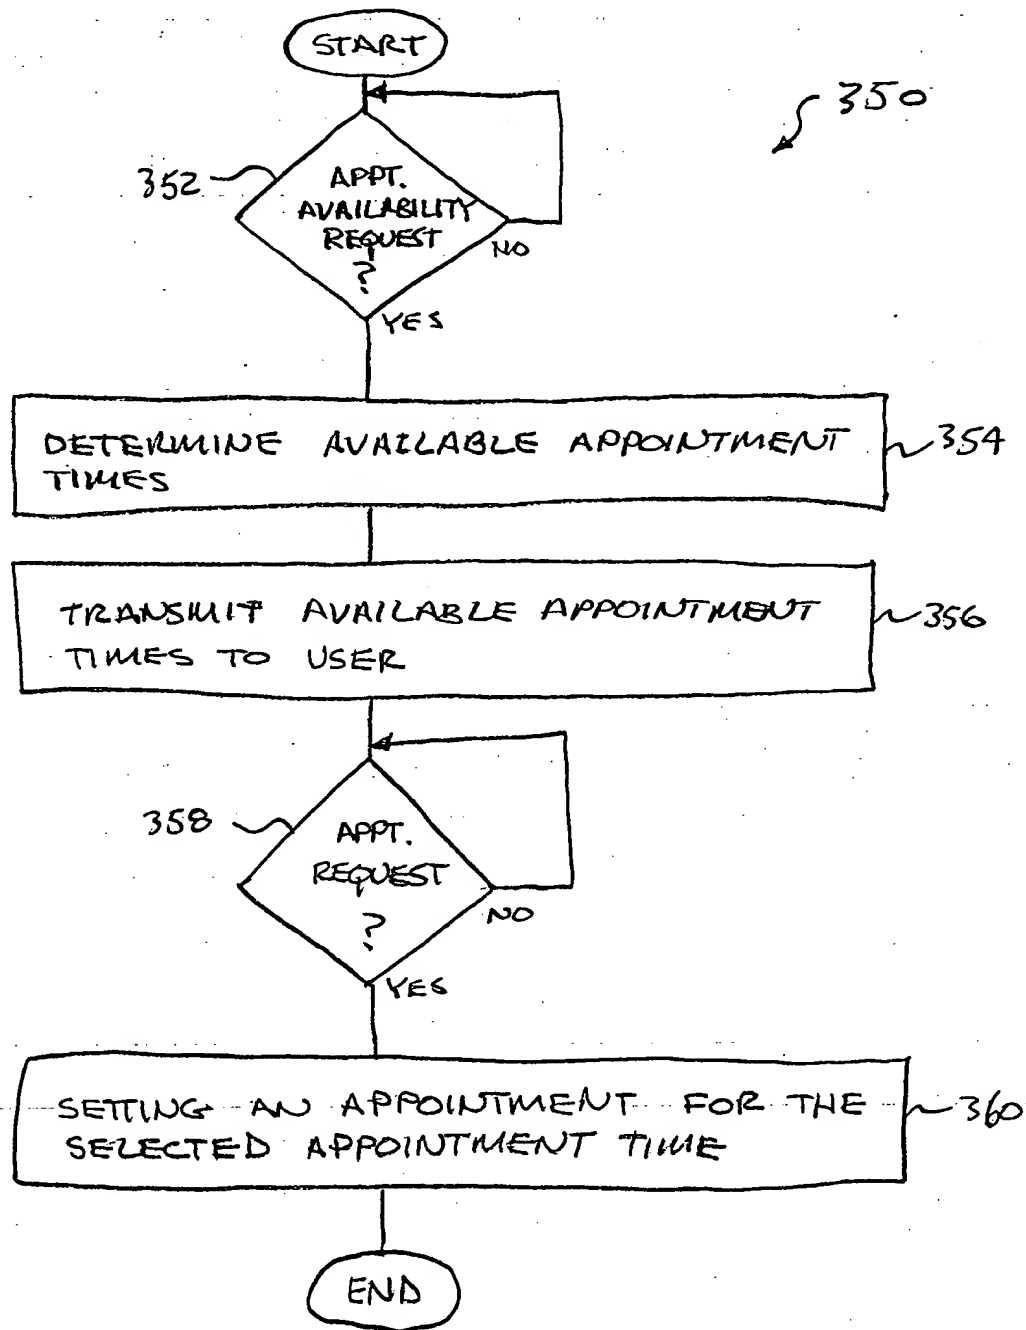 START
350
352
APPT.
AVAILABILITY
REQUEST
?
NO
YES
DETERMINE AVAILABLE APPOINTMENT
TIMES
354
TRANSMIT AVAILABLE APPOINTMENT
TIMES TO USER
356
358
APPT.
REQUEST
?
NO
YES
SETTING AN APPOINTMENT FOR THE
SELECTED APPOINTMENT TIME
360
END